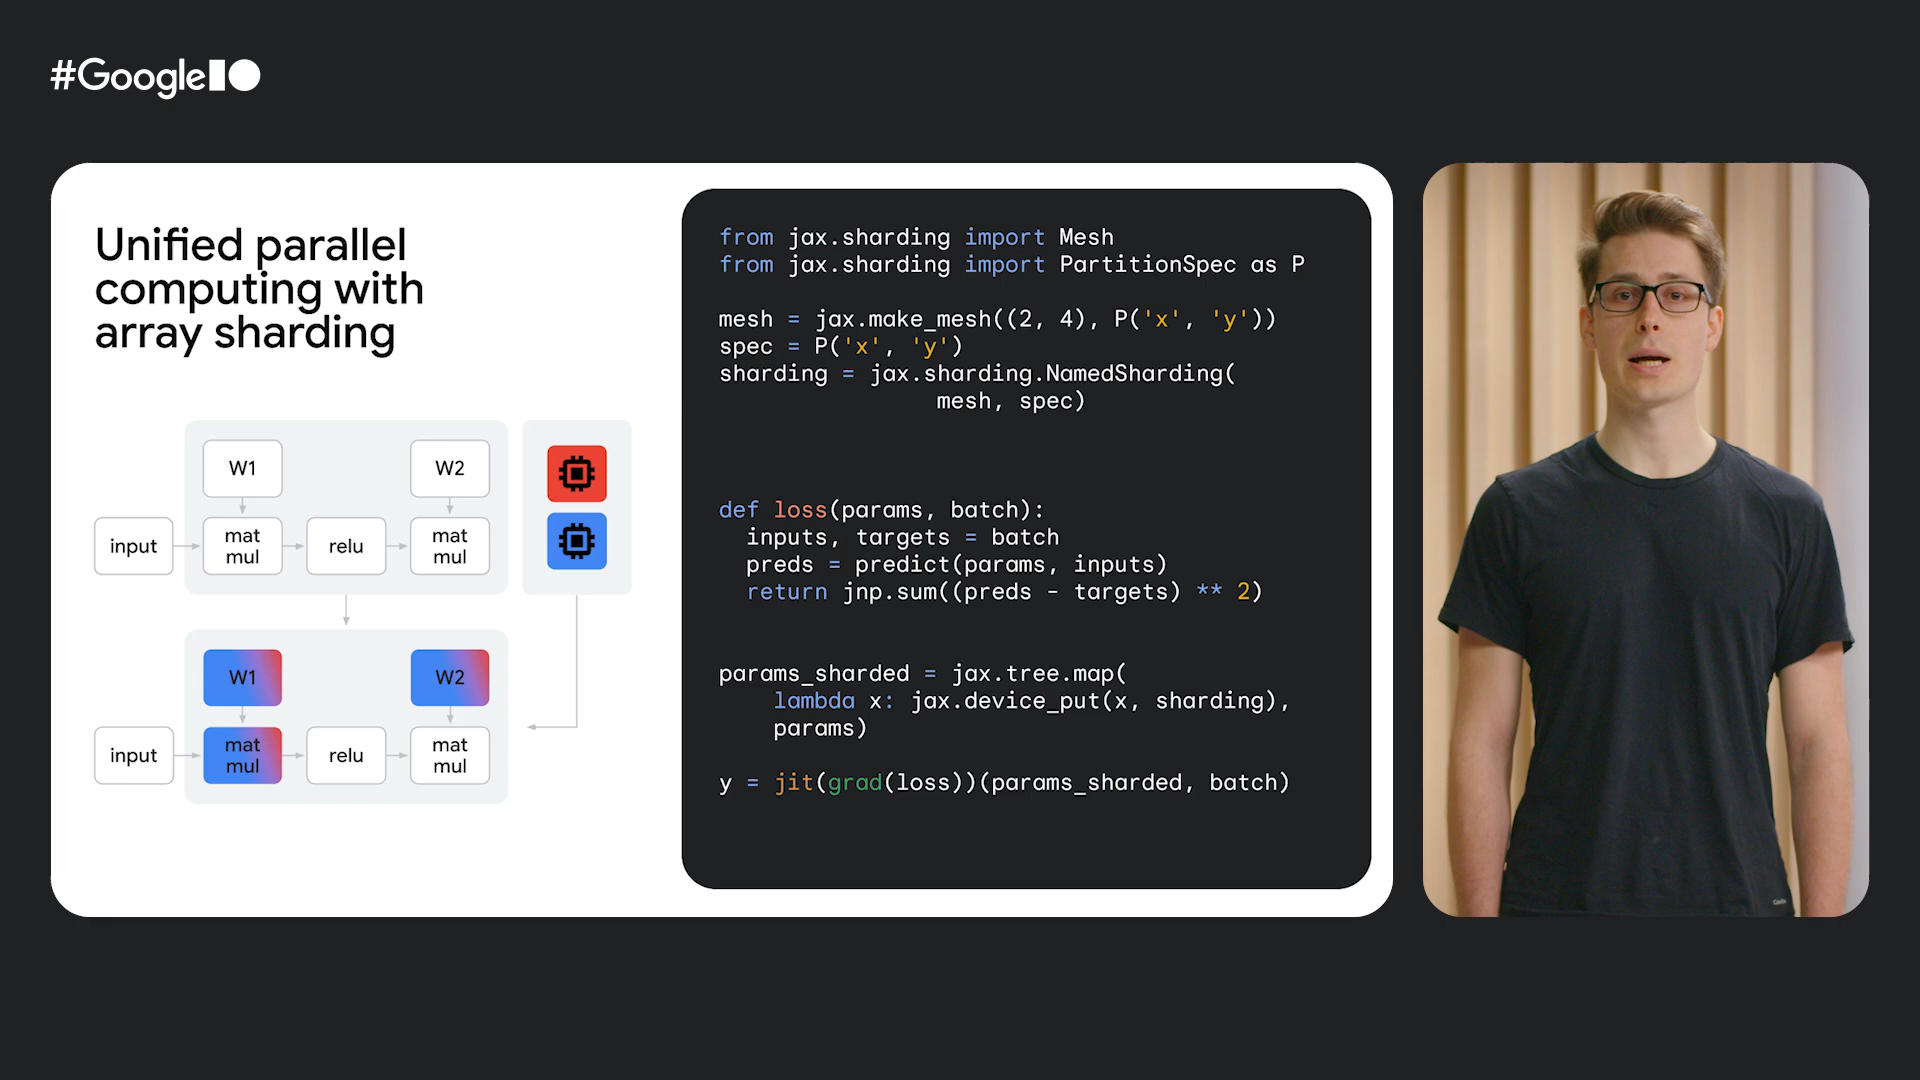 #Google IO
Unified parallel
computing with
array sharding
W1
W2
input
mat
mul
relu
mat
mul
W1
W2
input
mat
mul
relu
mat
mul
from jax.sharding import Mesh
from jax.sharding import PartitionSpec as P
mesh = jax.make_mesh((2, 4), P('x', 'y'))
spec = P('x', 'y')
sharding = jax.sharding.NamedSharding(
mesh, spec)
def loss(params, batch):
inputs, targets = batch
preds = predict(params, inputs)
return jnp.sum((preds - targets) ** 2)
params_sharded = jax.tree.map(
lambda x: jax.device_put(x, sharding),
params)
y = jit(grad(loss))(params_sharded, batch)